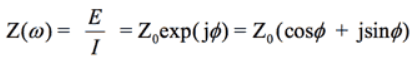 Z(ω) = E/I = Z₀exp(jϕ) = Z₀(cosϕ + jsinϕ)